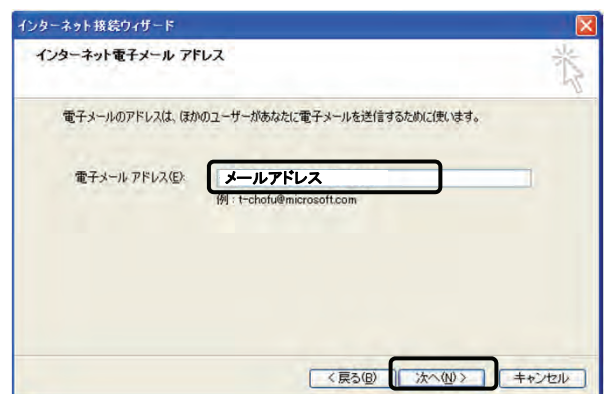 インターネット接続ウィザード
インターネット電子メール アドレス
電子メールのアドレスは、ほかのユーザーがあなたに電子メールを送信するために使います。
電子メール アドレス(E): メールアドレス
例 : t-chofu@microsoft.com
< 戻る(B) 次へ(N) > キャンセル